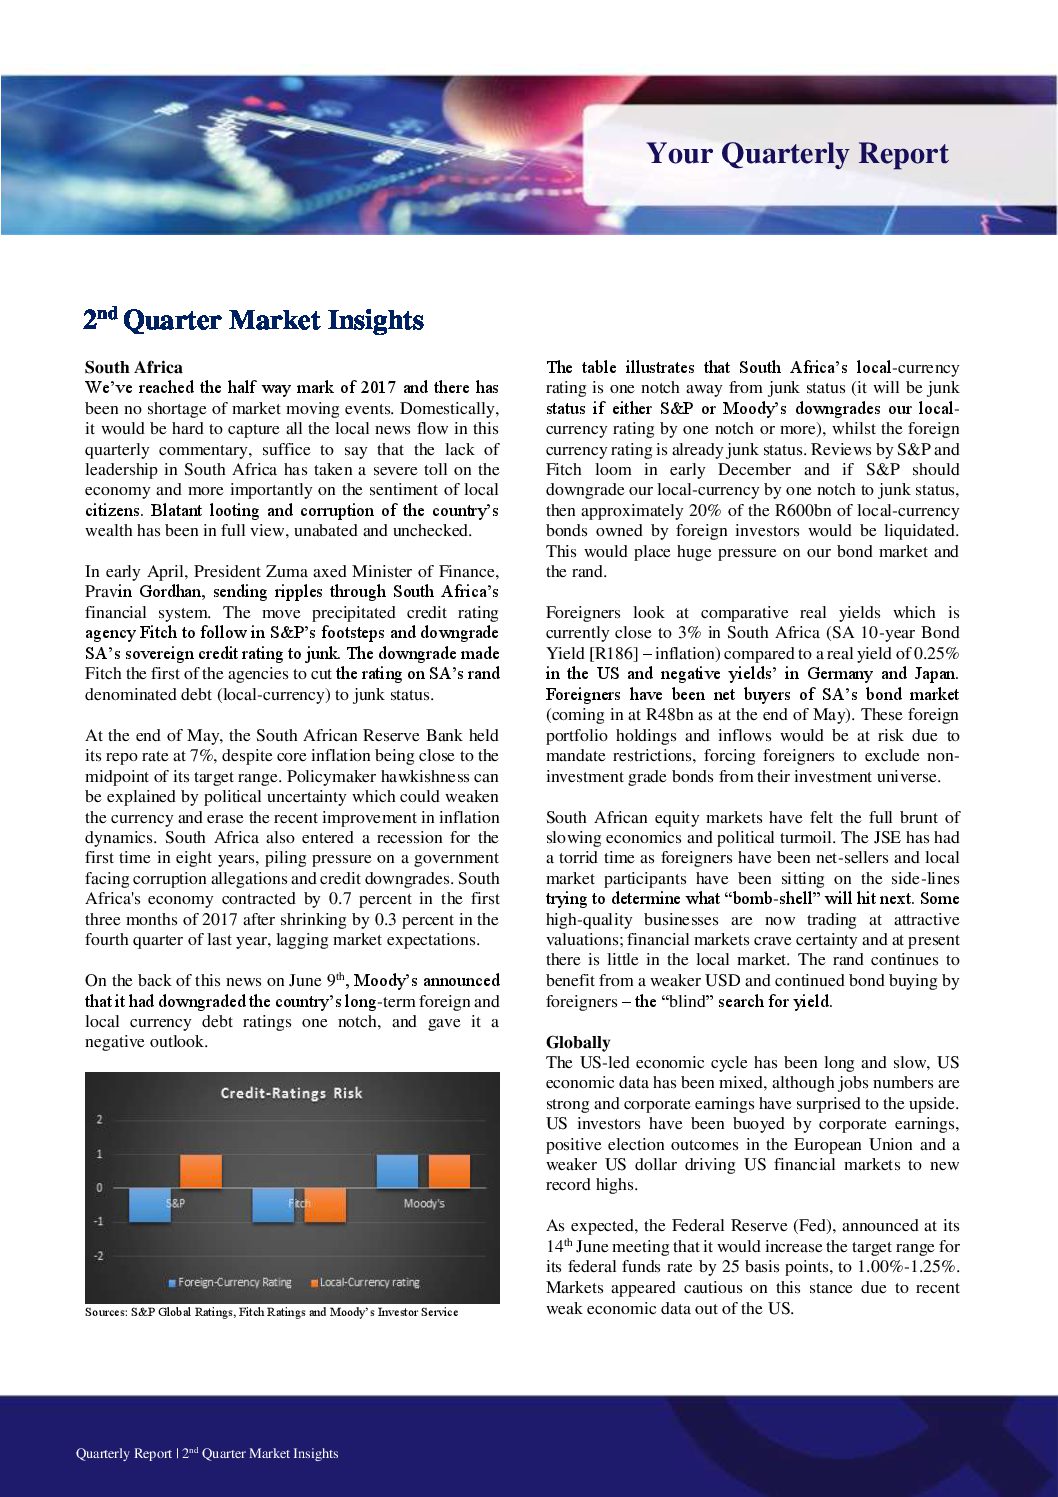 Your Quarterly Report
2nd Quarter Market Insights
South Africa
We’ve reached the half way mark of 2017 and there has
been no shortage of market moving events. Domestically,
it would be hard to capture all the local news flow in this
quarterly commentary, suffice to say that the lack of
leadership in South Africa has taken a severe toll on the
economy and more importantly on the sentiment of local
citizens. Blatant looting and corruption of the country’s
wealth has been in full view, unabated and unchecked.
In early April, President Zuma axed Minister of Finance,
Pravin Gordhan, sending ripples through South Africa’s
financial system. The move precipitated credit rating
agency Fitch to follow in S&P’s footsteps and downgrade
SA’s sovereign credit rating to junk. The downgrade made
Fitch the first of the agencies to cut the rating on SA’s rand
denominated debt (local-currency) to junk status.
At the end of May, the South African Reserve Bank held
its repo rate at 7%, despite core inflation being close to the
midpoint of its target range. Policymaker hawkishness can
be explained by political uncertainty which could weaken
the currency and erase the recent improvement in inflation
dynamics. South Africa also entered a recession for the
first time in eight years, piling pressure on a government
facing corruption allegations and credit downgrades. South
Africa's economy contracted by 0.7 percent in the first
three months of 2017 after shrinking by 0.3 percent in the
fourth quarter of last year, lagging market expectations.
On the back of this news on June 9th, Moody’s announced
that it had downgraded the country’s long-term foreign and
local currency debt ratings one notch, and gave it a
negative outlook.
Credit-Ratings Risk
2
1
0
-1
-2
S&P
Fitch
Moody's
Foreign-Currency Rating
Local-Currency rating
Sources: S&P Global Ratings, Fitch Ratings and Moody’s Investor Service
The table illustrates that South Africa’s local-currency
rating is one notch away from junk status (it will be junk
status if either S&P or Moody’s downgrades our local-
currency rating by one notch or more), whilst the foreign
currency rating is already junk status. Reviews by S&P and
Fitch loom in early December and if S&P should
downgrade our local-currency by one notch to junk status,
then approximately 20% of the R600bn of local-currency
bonds owned by foreign investors would be liquidated.
This would place huge pressure on our bond market and
the rand.
Foreigners look at comparative real yields which is
currently close to 3% in South Africa (SA 10-year Bond
Yield [R186] – inflation) compared to a real yield of 0.25%
in the US and negative yields’ in Germany and Japan.
Foreigners have been net buyers of SA’s bond market
(coming in at R48bn as at the end of May). These foreign
portfolio holdings and inflows would be at risk due to
mandate restrictions, forcing foreigners to exclude non-
investment grade bonds from their investment universe.
South African equity markets have felt the full brunt of
slowing economics and political turmoil. The JSE has had
a torrid time as foreigners have been net-sellers and local
market participants have been sitting on the side-lines
trying to determine what “bomb-shell” will hit next. Some
high-quality businesses are now trading at attractive
valuations; financial markets crave certainty and at present
there is little in the local market. The rand continues to
benefit from a weaker USD and continued bond buying by
foreigners – the “blind” search for yield.
Globally
The US-led economic cycle has been long and slow, US
economic data has been mixed, although jobs numbers are
strong and corporate earnings have surprised to the upside.
US investors have been buoyed by corporate earnings,
positive election outcomes in the European Union and a
weaker US dollar driving US financial markets to new
record highs.
As expected, the Federal Reserve (Fed), announced at its
14th June meeting that it would increase the target range for
its federal funds rate by 25 basis points, to 1.00%-1.25%.
Markets appeared cautious on this stance due to recent
weak economic data out of the US.
Quarterly Report | 2nd Quarter Market Insights